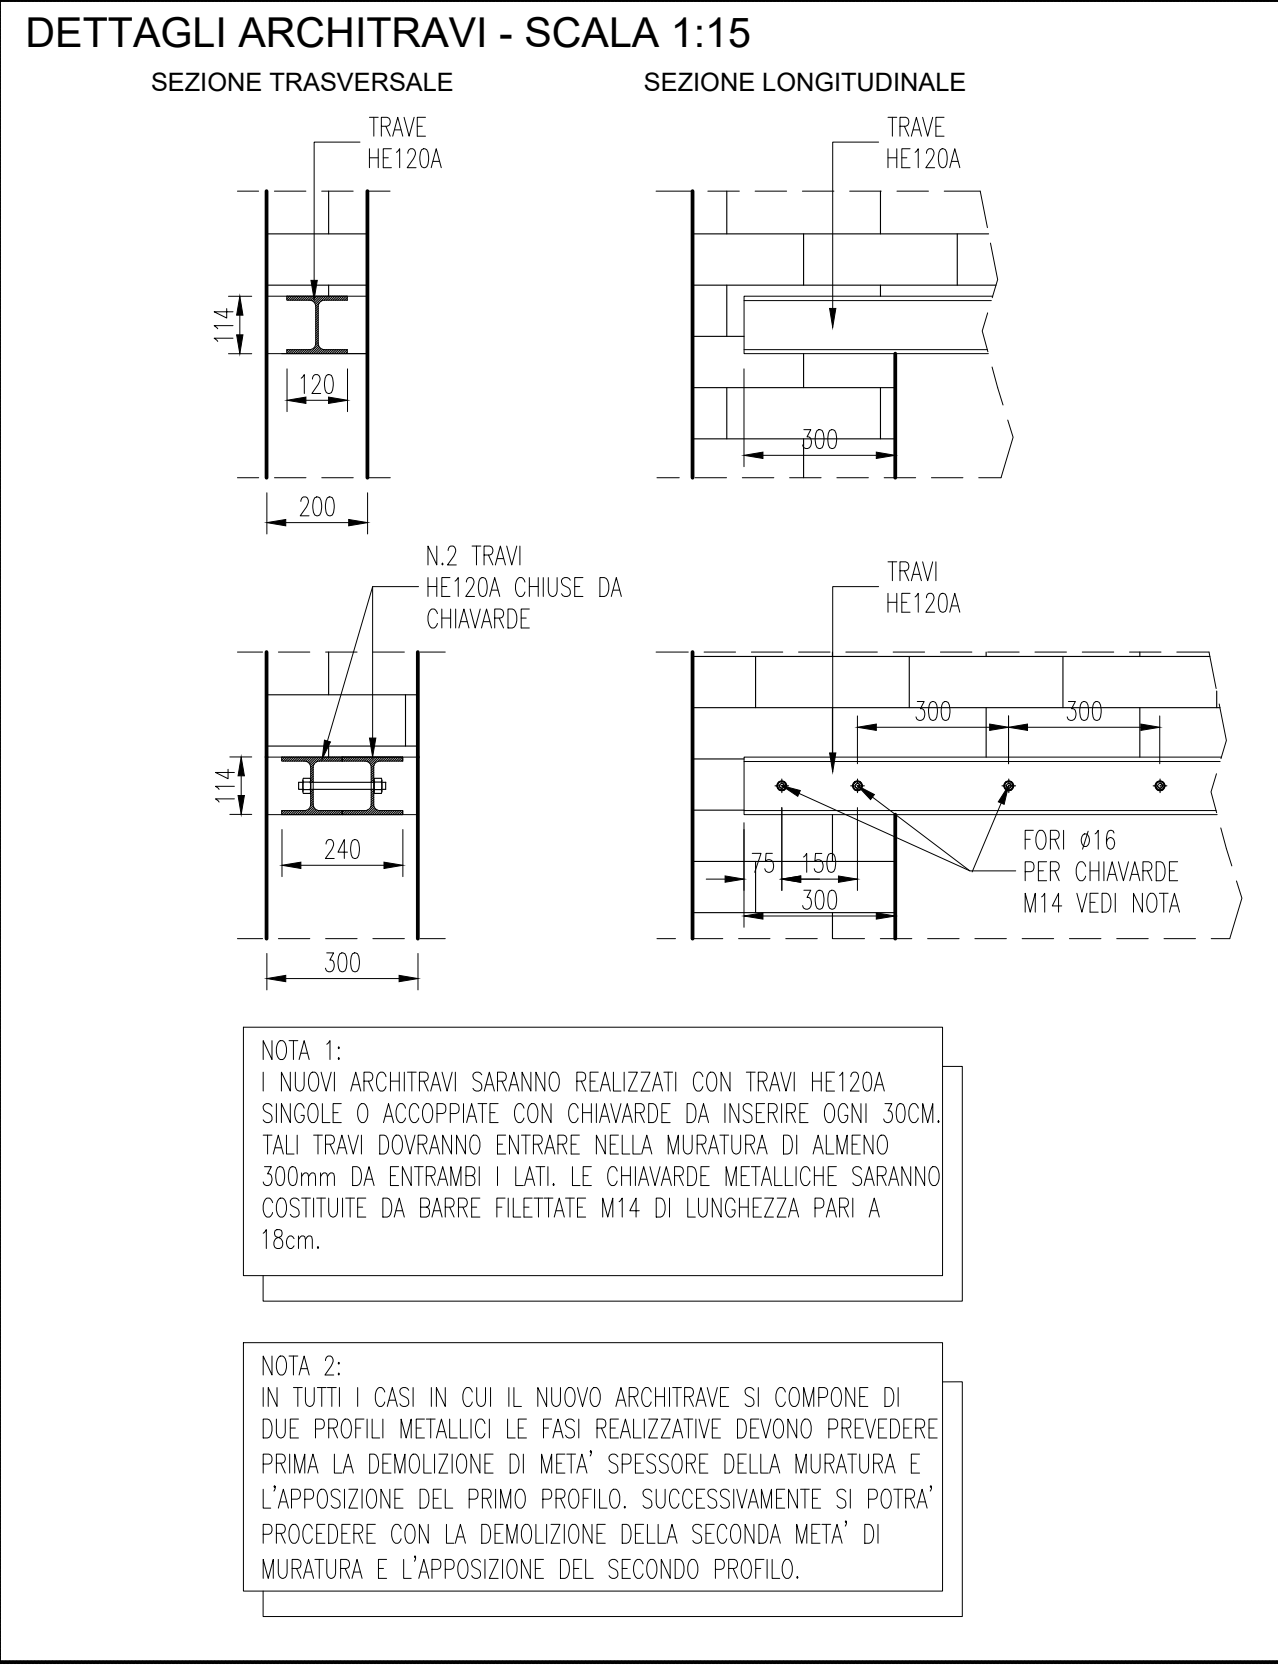 DETTAGLI ARCHITRAVI - SCALA 1:15
SEZIONE TRASVERSALE
SEZIONE LONGITUDINALE
TRAVE
HE120A
114
120
200
TRAVE
HE120A
300
N.2 TRAVI
HE120A CHIUSE DA
CHIAVARDE
114
240
300
TRAVI
HE120A
300
300
75
150
300
FORI ø16
PER CHIAVARDE
M14 VEDI NOTA
NOTA 1:
I NUOVI ARCHITRAVI SARANNO REALIZZATI CON TRAVI HE120A
SINGOLE O ACCOPPIATE CON CHIAVARDE DA INSERIRE OGNI 30CM.
TALI TRAVI DOVRANNO ENTRARE NELLA MURATURA DI ALMENO
300mm DA ENTRAMBI I LATI. LE CHIAVARDE METALLICHE SARANNO
COSTITUITE DA BARRE FILETTATE M14 DI LUNGHEZZA PARI A
18cm.
NOTA 2:
IN TUTTI I CASI IN CUI IL NUOVO ARCHITRAVE SI COMPONE DI
DUE PROFILI METALLICI LE FASI REALIZZATIVE DEVONO PREVEDERE
PRIMA LA DEMOLIZIONE DI META' SPESSORE DELLA MURATURA E
L'APPOSIZIONE DEL PRIMO PROFILO. SUCCESSIVAMENTE SI POTRA'
PROCEDERE CON LA DEMOLIZIONE DELLA SECONDA META' DI
MURATURA E L'APPOSIZIONE DEL SECONDO PROFILO.